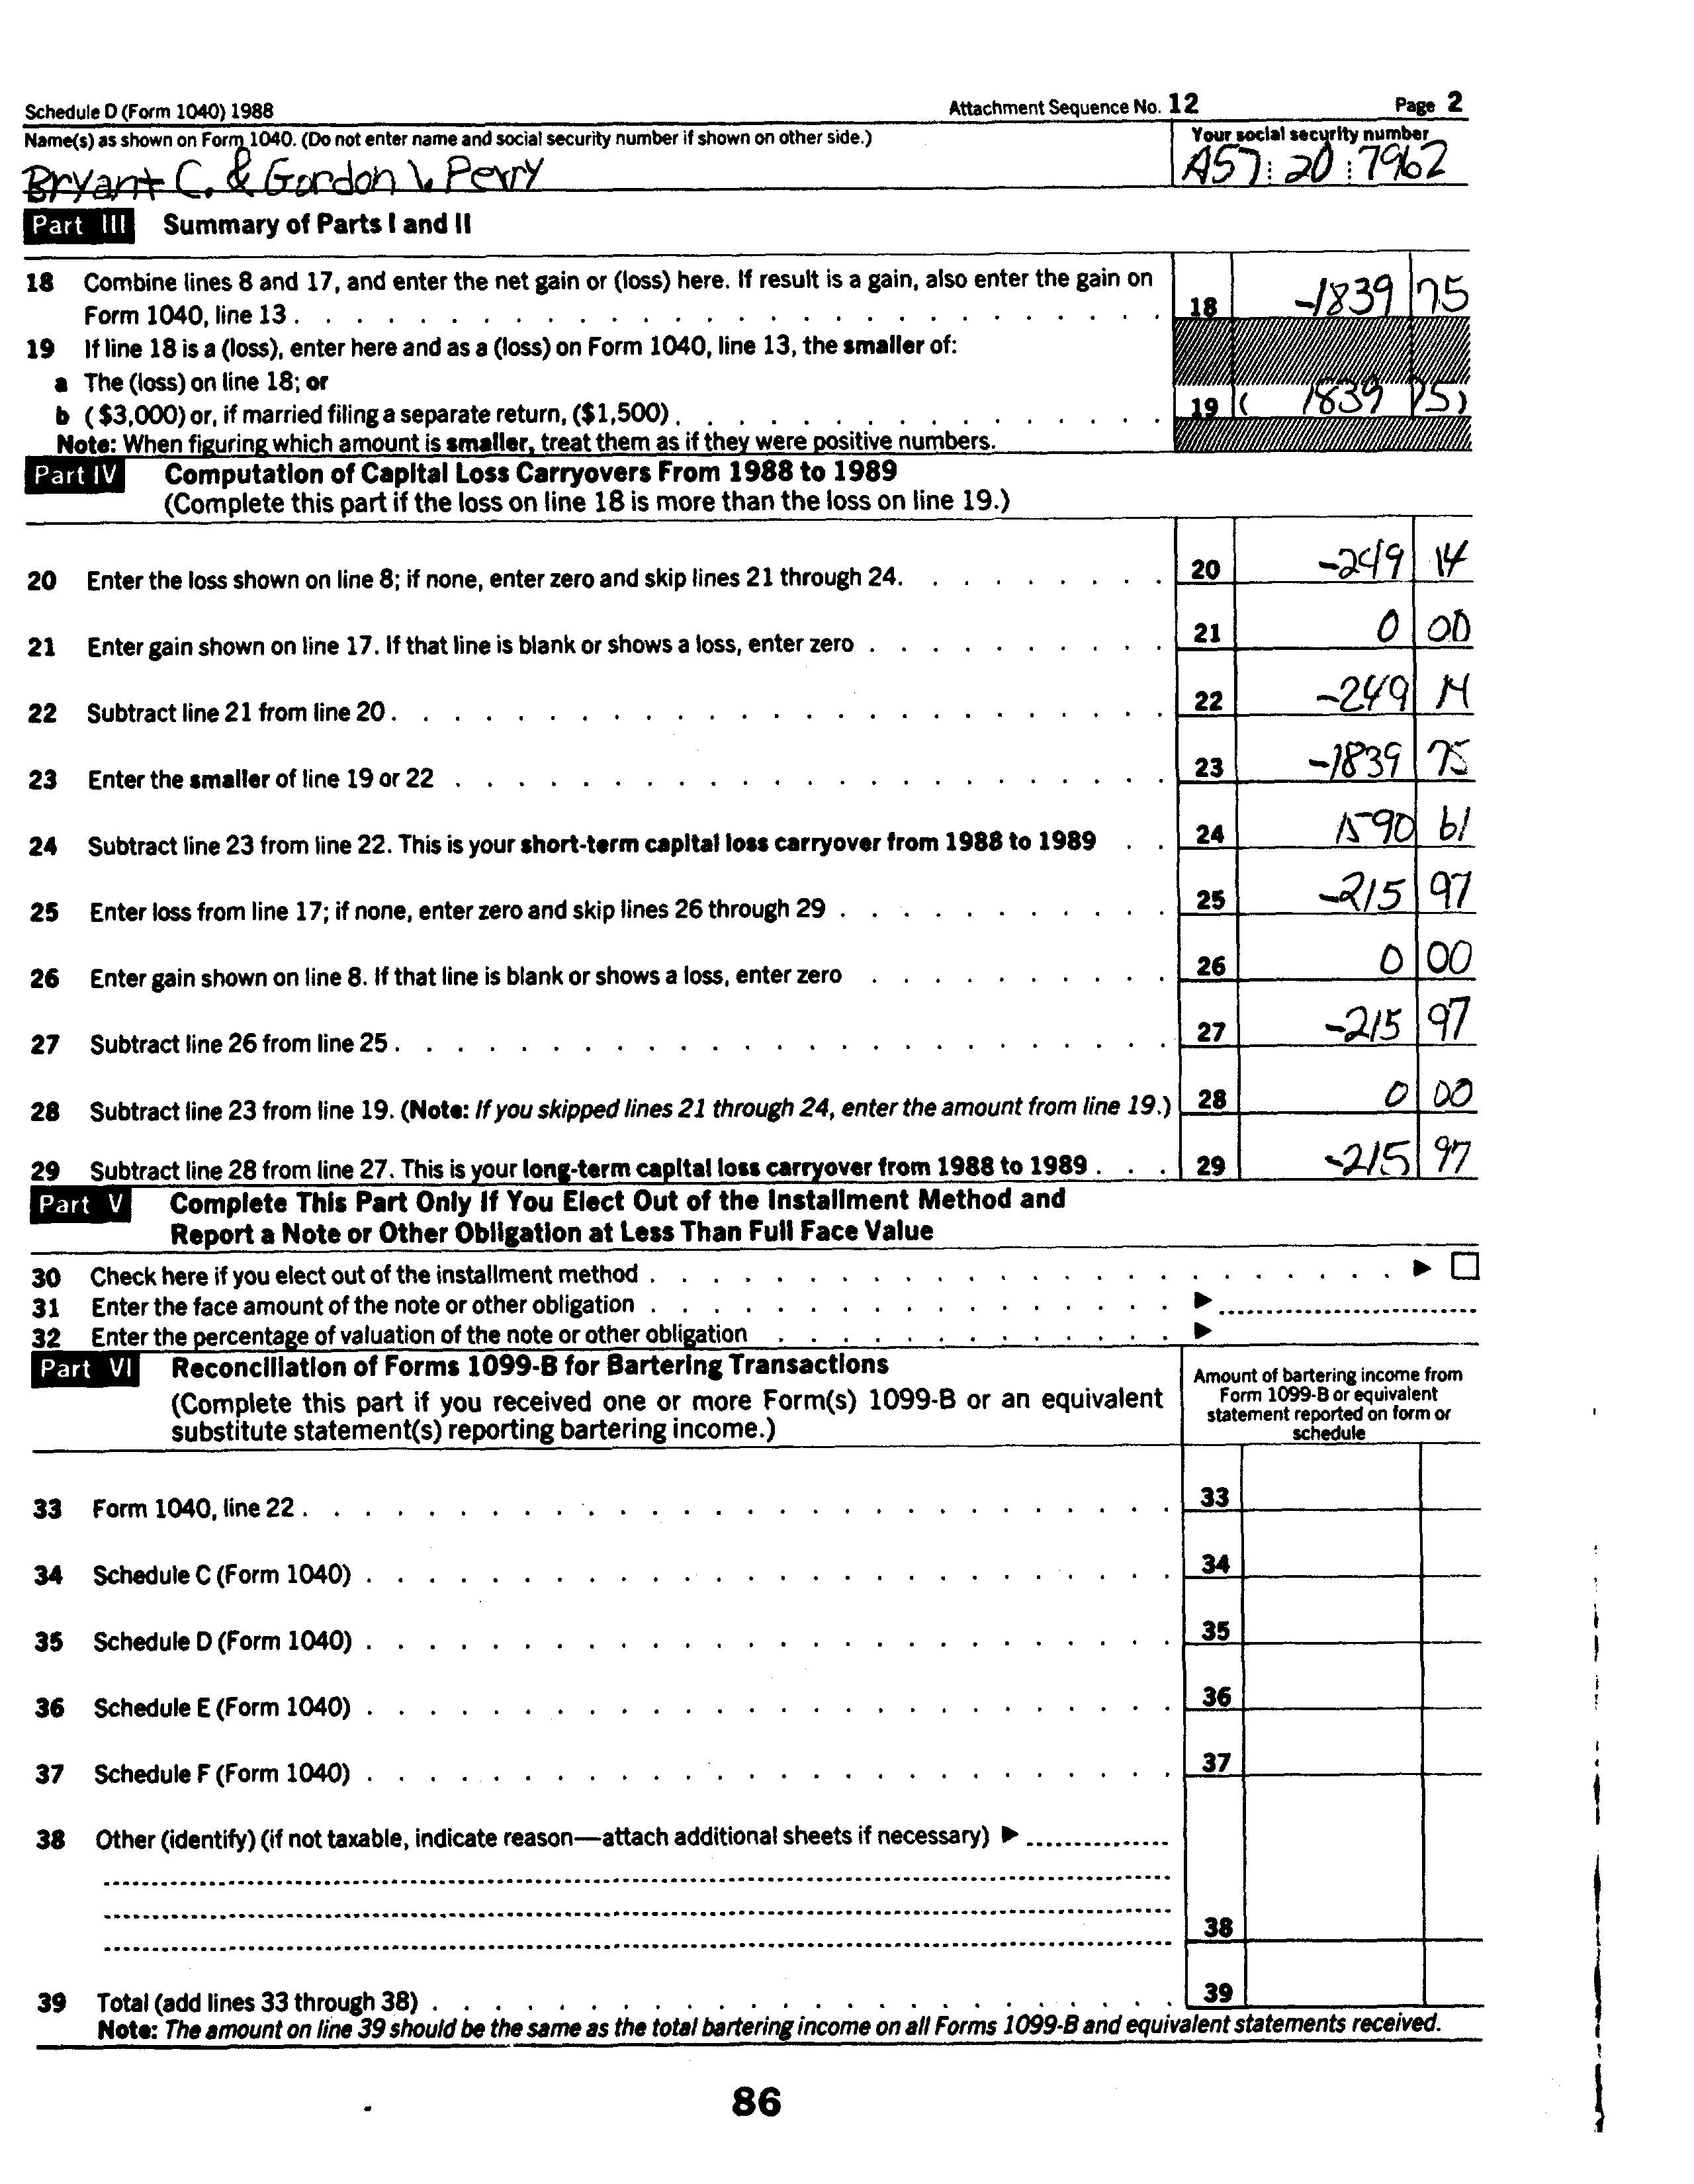 Schedule D (Form 1040) 1988 Attachment Sequence No. 12 Page 2
Name(s) as shown on Form 1040. (Do not enter name and social security number if shown on other side.) Your social security number
Bryant C. & Gordon L. Perry A57 20 7962
Part III Summary of Parts I and II
18 Combine lines 8 and 17, and enter the net gain or (loss) here. If result is a gain, also enter the gain on
Form 1040, line 13 . . . 18 -1839 75
19 If line 18 is a (loss), enter here and as a (loss) on Form 1040, line 13, the smaller of:
a The (loss) on line 18; or
b ($3,000) or, if married filing a separate return, ($1,500) . . . 19 ( 1839 75)
Note: When figuring which amount is smaller, treat them as if they were positive numbers.
Part IV Computation of Capital Loss Carryovers From 1988 to 1989
(Complete this part if the loss on line 18 is more than the loss on line 19.)
20 Enter the loss shown on line 8; if none, enter zero and skip lines 21 through 24. . . . 20 -249 14
21 Enter gain shown on line 17. If that line is blank or shows a loss, enter zero . . . 21 0 00
22 Subtract line 21 from line 20 . . . 22 -249 14
23 Enter the smaller of line 19 or 22 . . . 23 -1839 75
24 Subtract line 23 from line 22. This is your short-term capital loss carryover from 1988 to 1989 . . 24 1590 61
25 Enter loss from line 17; if none, enter zero and skip lines 26 through 29 . . . 25 -215 97
26 Enter gain shown on line 8. If that line is blank or shows a loss, enter zero . . . 26 0 00
27 Subtract line 26 from line 25 . . . 27 -215 97
28 Subtract line 23 from line 19. (Note: If you skipped lines 21 through 24, enter the amount from line 19.) 28 0 00
29 Subtract line 28 from line 27. This is your long-term capital loss carryover from 1988 to 1989 . . . 29 -215 97
Part V Complete This Part Only If You Elect Out of the Installment Method and
Report a Note or Other Obligation at Less Than Full Face Value
30 Check here if you elect out of the installment method . . . ► ☐
31 Enter the face amount of the note or other obligation . . . ►
32 Enter the percentage of valuation of the note or other obligation . . . ►
Part VI Reconciliation of Forms 1099-B for Bartering Transactions
(Complete this part if you received one or more Form(s) 1099-B or an equivalent
substitute statement(s) reporting bartering income.)
Amount of bartering income from
Form 1099-B or equivalent
statement reported on form or
schedule
33 Form 1040, line 22 . . . 33
34 Schedule C (Form 1040) . . . 34
35 Schedule D (Form 1040) . . . 35
36 Schedule E (Form 1040) . . . 36
37 Schedule F (Form 1040) . . . 37
38 Other (identify) (if not taxable, indicate reason—attach additional sheets if necessary) ►
38
39 Total (add lines 33 through 38) . . . 39
Note: The amount on line 39 should be the same as the total bartering income on all Forms 1099-B and equivalent statements received.
86